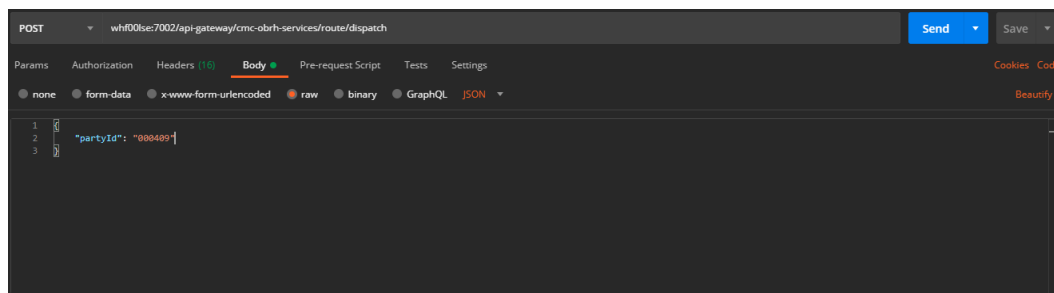 POST whf00lse:7002/api-gateway/cmc-obrh-services/route/dispatch Send Save
Params Authorization Headers (16) Body Pre-request Script Tests Settings Cookies Cod
none form-data x-www-form-urlencoded raw binary GraphQL JSON Beautify
1 {
2 "partyId": "000409"
3 }